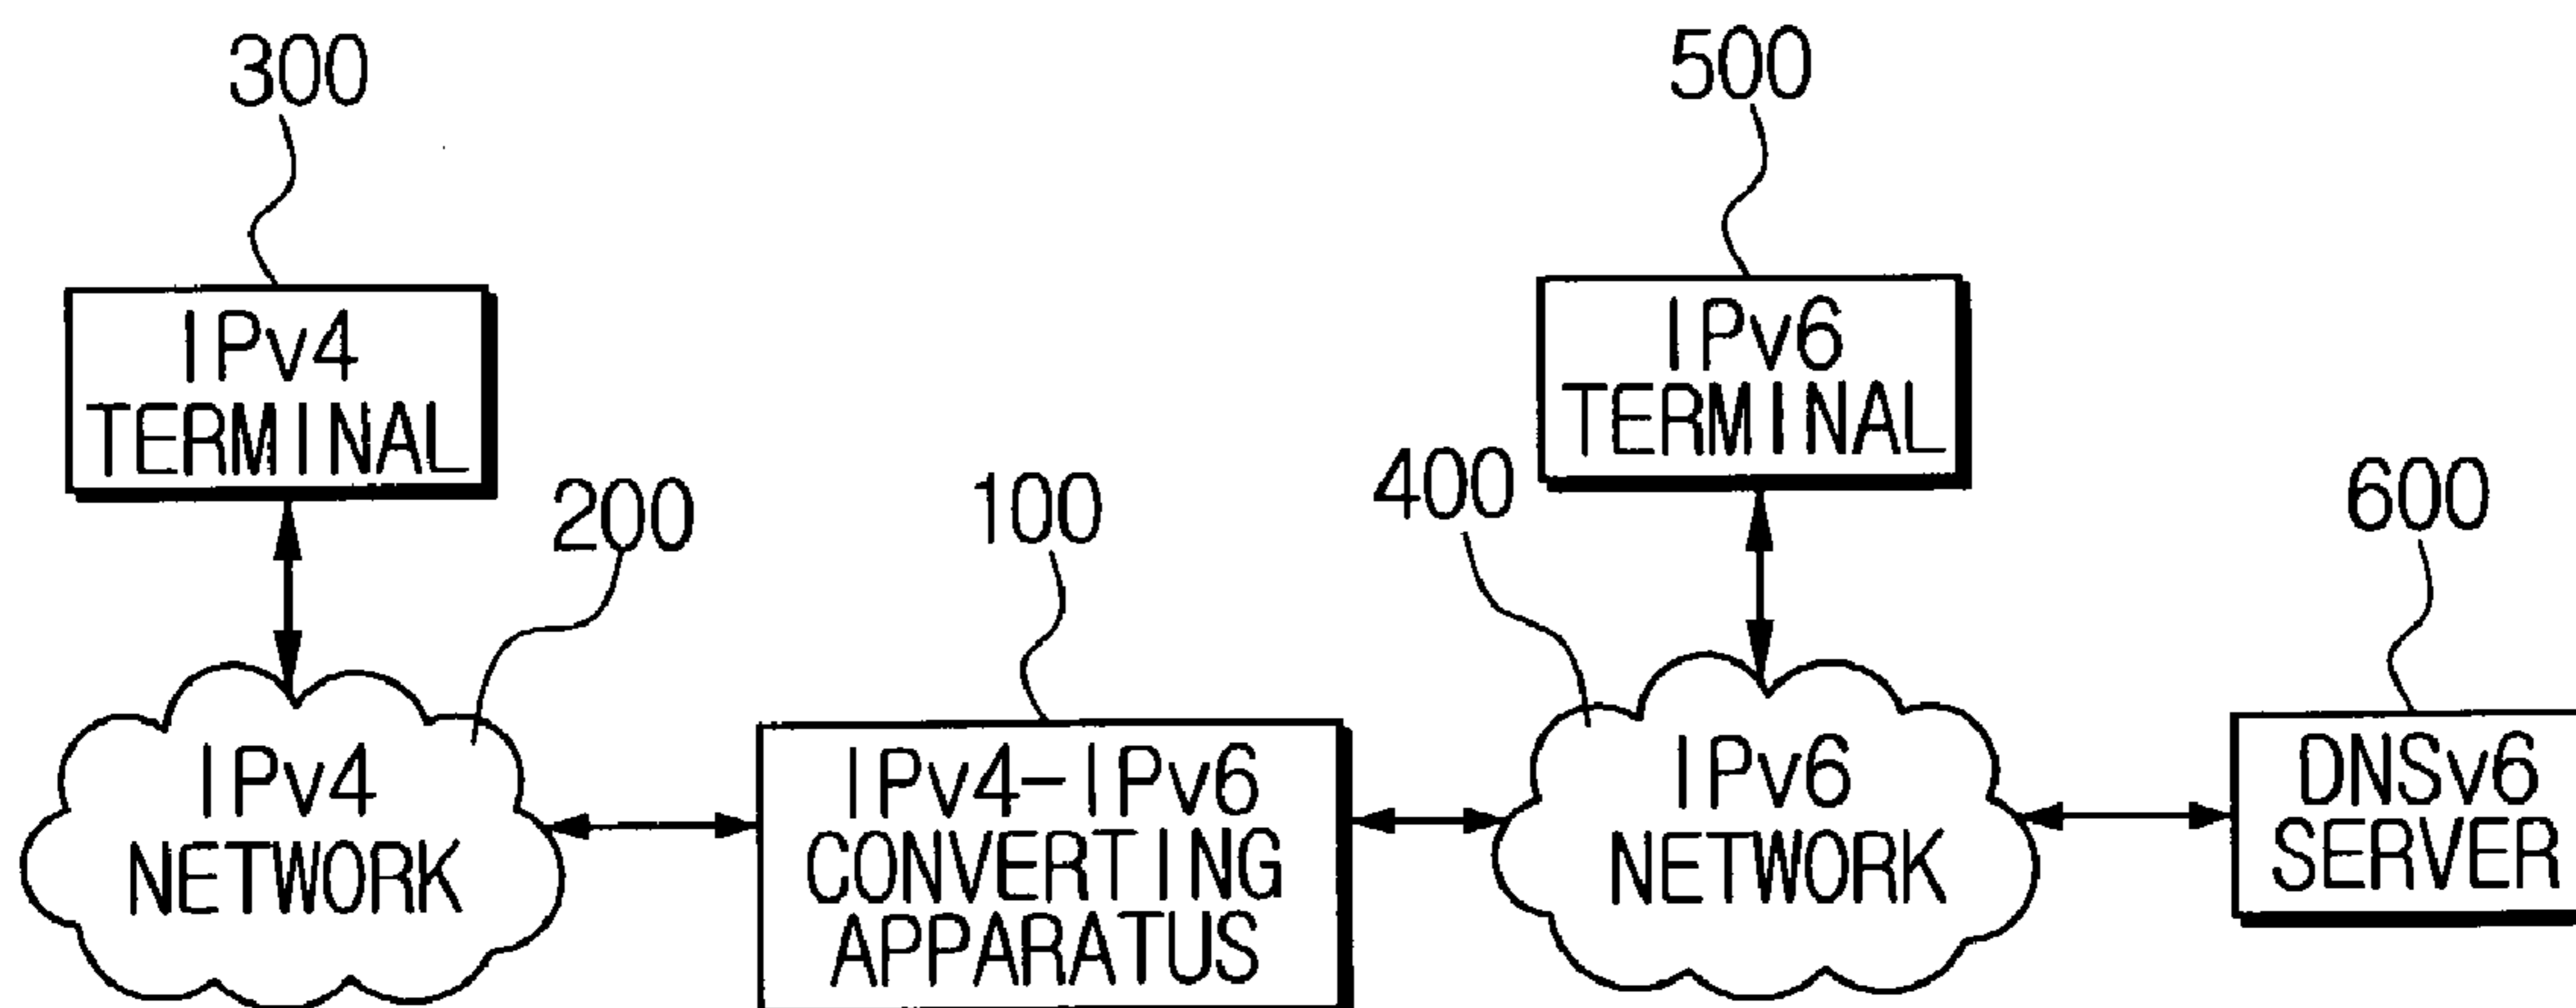 300
500
IPv4
TERMINAL
IPv6
TERMINAL
200
100
400
600
IPv4
NETWORK
IPv4-IPv6
CONVERTING
APPARATUS
IPv6
NETWORK
DNSv6
SERVER